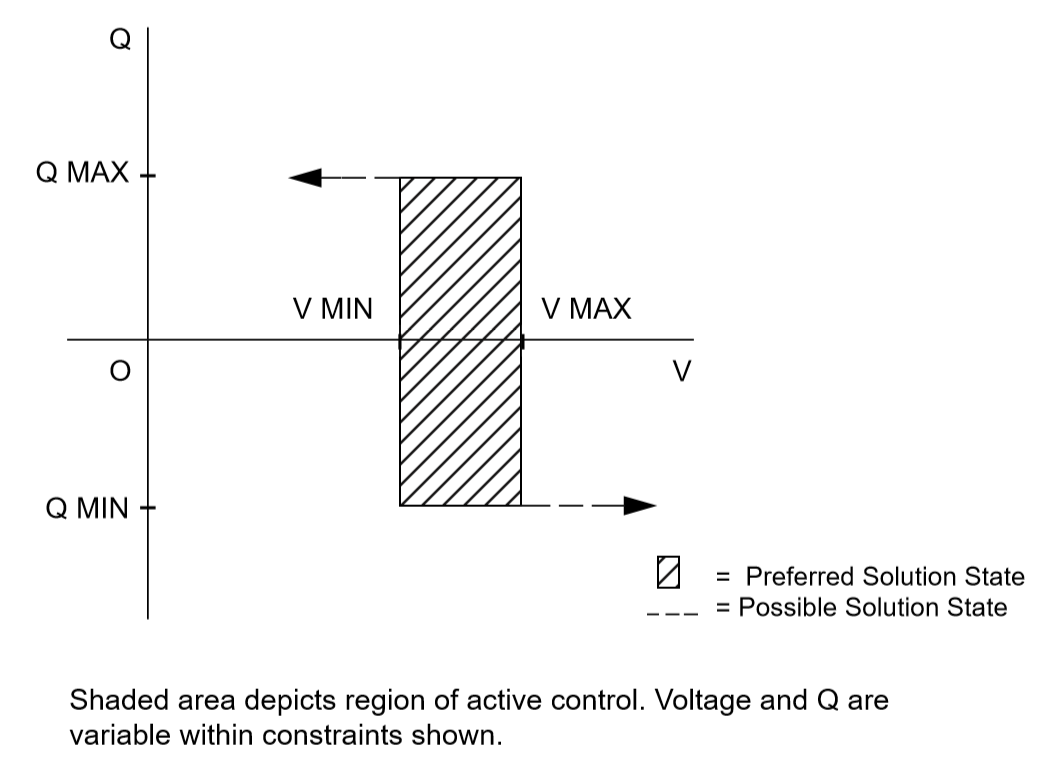 Q
Q MAX
V MIN
V MAX
O
V
Q MIN
= Preferred Solution State
= Possible Solution State
Shaded area depicts region of active control. Voltage and Q are
variable within constraints shown.